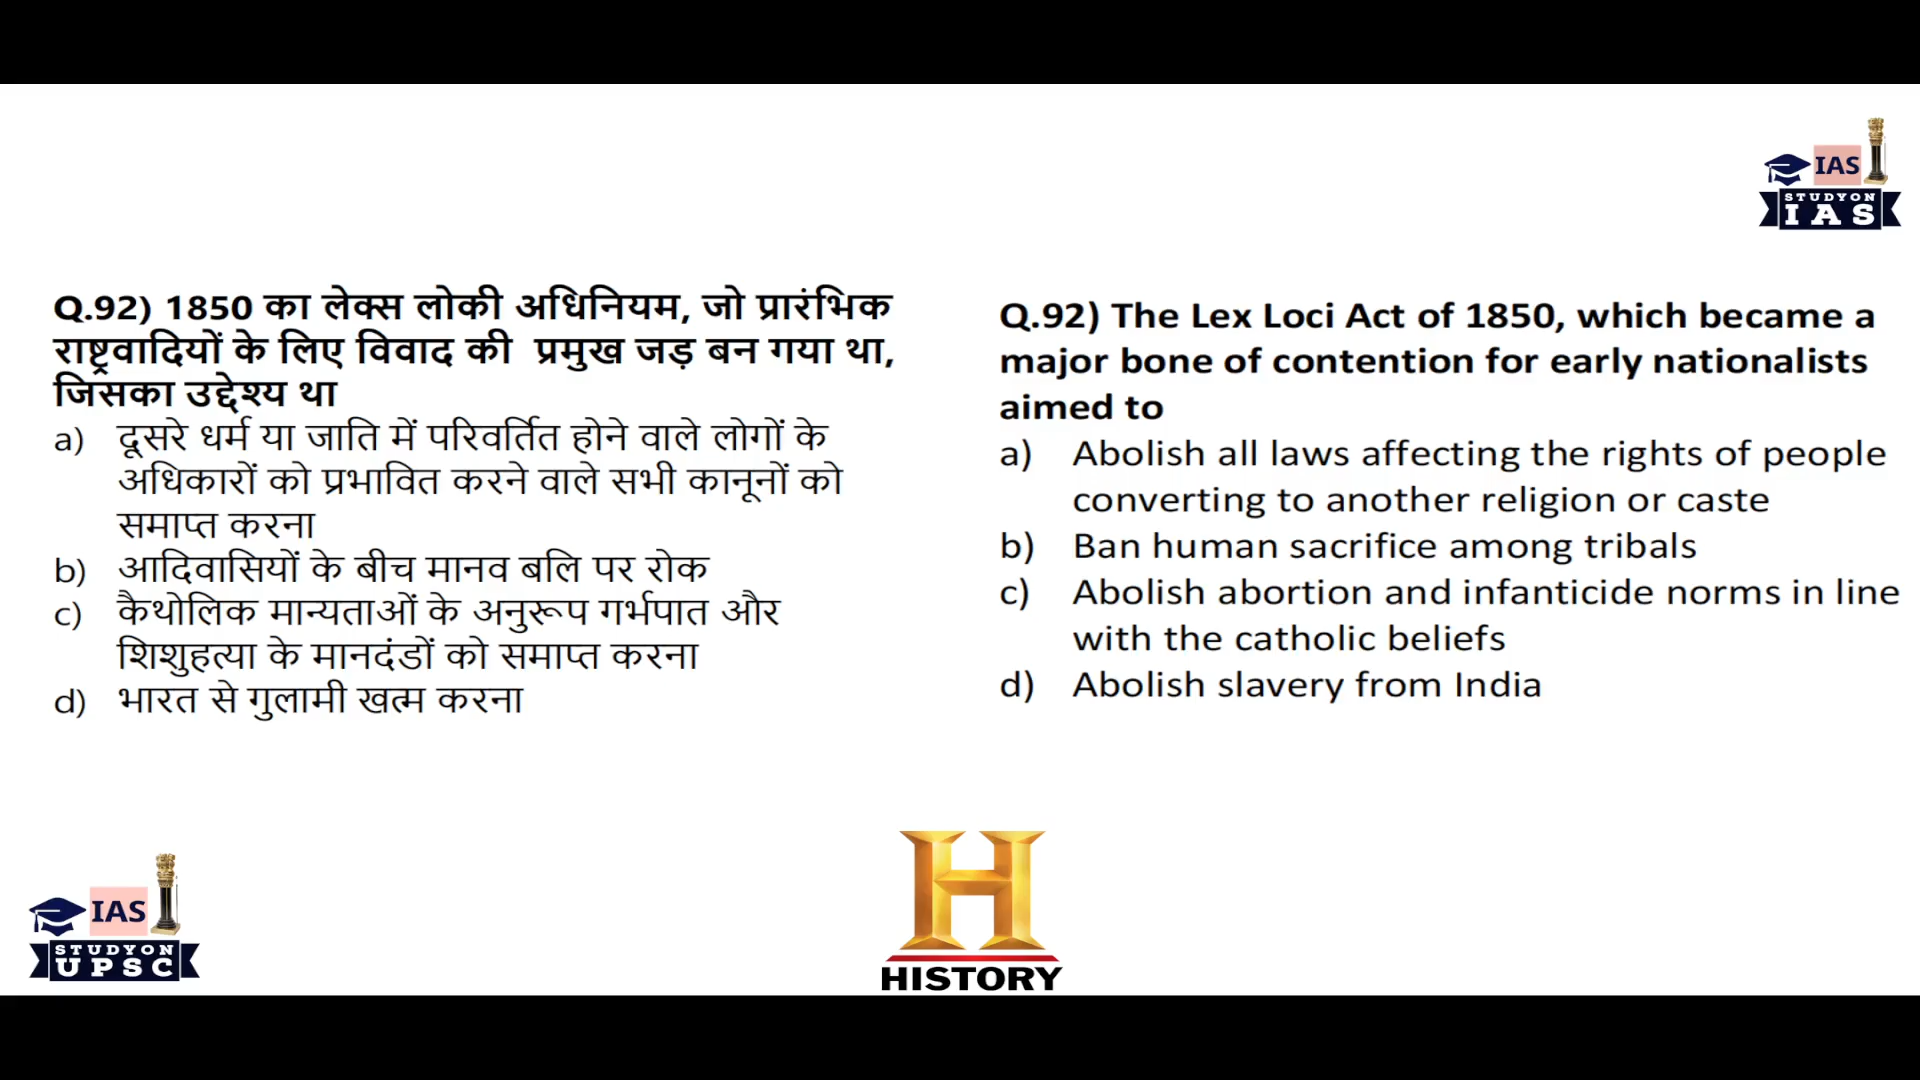 IAS
STUDYON
IAS
Q.92) 1850 का लेक्स लोकी अधिनियम, जो प्रारंभिक
राष्ट्रवादियों के लिए विवाद की प्रमुख जड़ बन गया था,
जिसका उद्देश्य था
a) दूसरे धर्म या जाति में परिवर्तित होने वाले लोगों के
अधिकारों को प्रभावित करने वाले सभी कानूनों को
समाप्त करना
b) आदिवासियों के बीच मानव बलि पर रोक
c) कैथोलिक मान्यताओं के अनुरूप गर्भपात और
शिशुहत्या के मानदंडों को समाप्त करना
d) भारत से गुलामी खत्म करना
Q.92) The Lex Loci Act of 1850, which became a
major bone of contention for early nationalists
aimed to
a) Abolish all laws affecting the rights of people
converting to another religion or caste
b) Ban human sacrifice among tribals
c) Abolish abortion and infanticide norms in line
with the catholic beliefs
d) Abolish slavery from India
IAS
STUDYON
UPSC
H
HISTORY